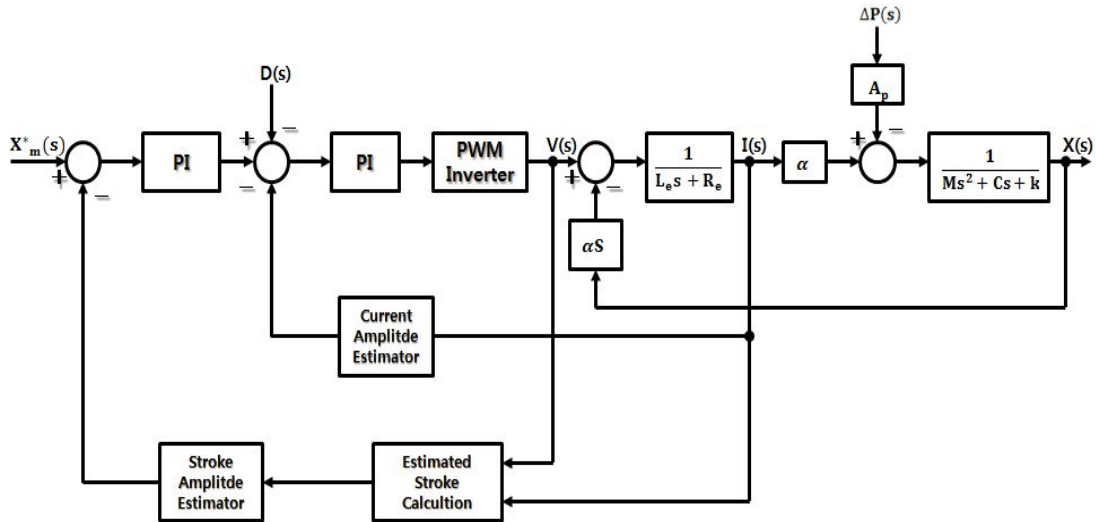 ΔP(s)
D(s)
A_p
X*_m(s)
+
−
PI
+
−
−
PI
PWM
Inverter
V(s)
+
−
1
L_e s + R_e
I(s)
α
+
−
1
Ms² + Cs + k
X(s)
αS
Current
Amplitde
Estimator
Stroke
Amplitde
Estimator
Estimated
Stroke
Calcultion